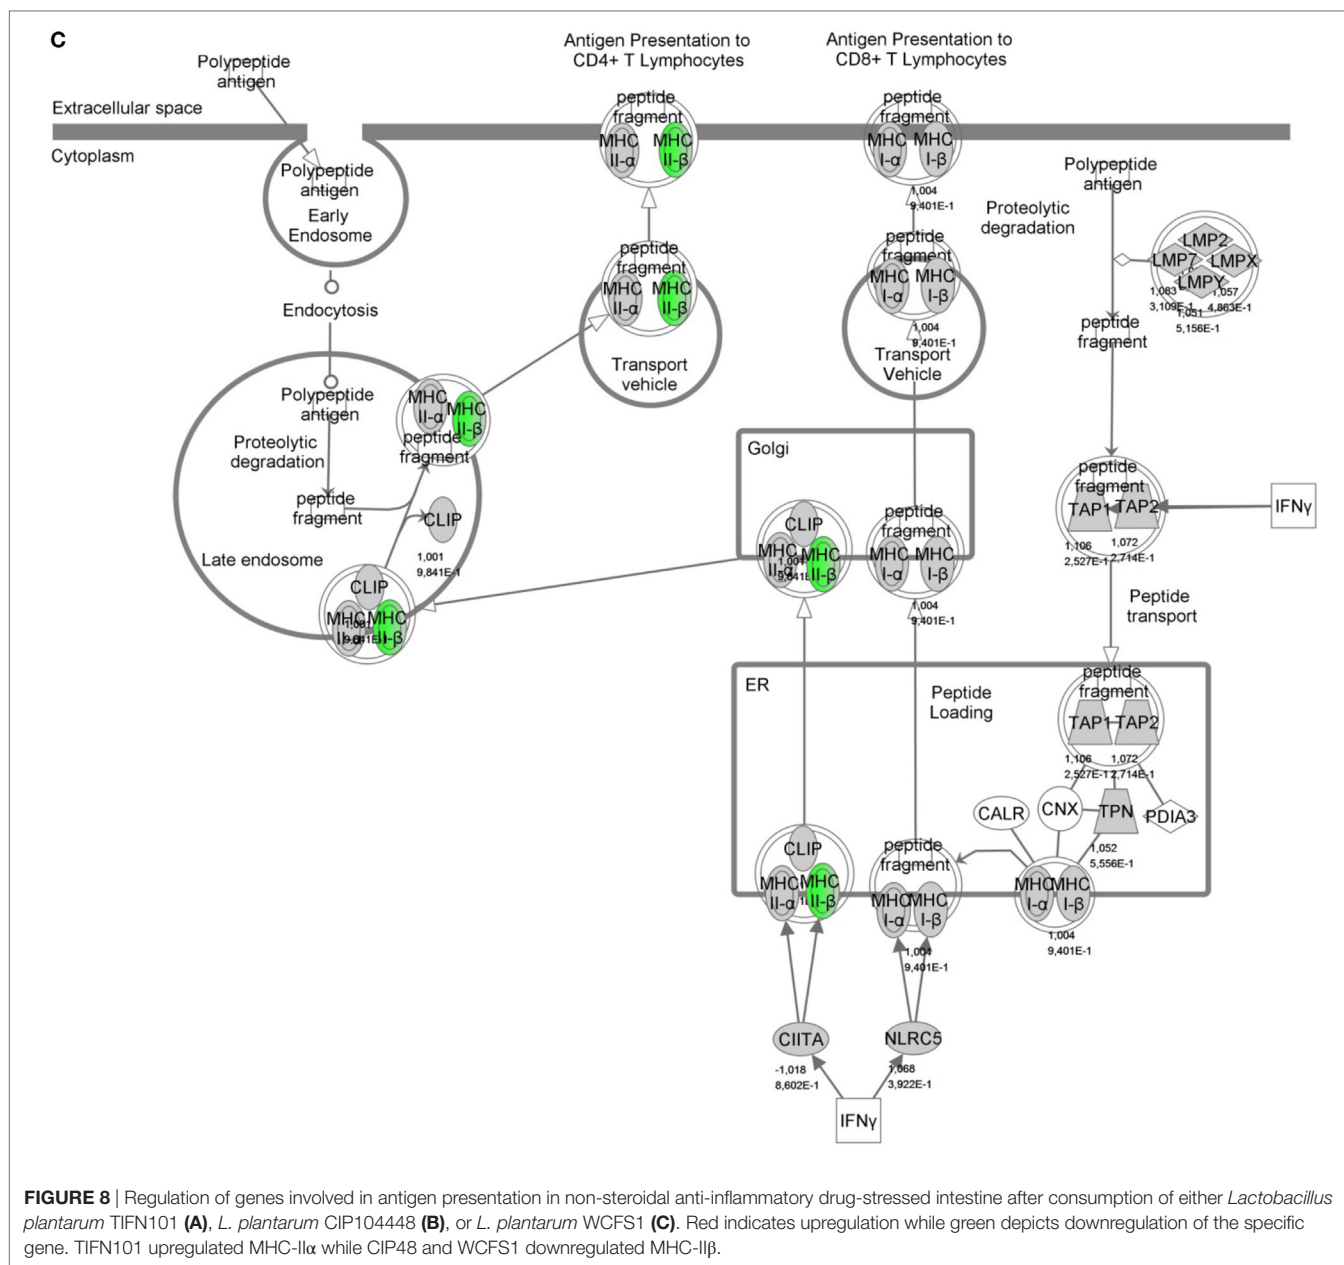 C
Polypeptide
antigen
Antigen Presentation to
CD4+ T Lymphocytes
Antigen Presentation to
CD8+ T Lymphocytes
Extracellular space
Cytoplasm
Polypeptide
antigen
Early
Endosome
Endocytosis
Polypeptide
antigen
Proteolytic
degradation
peptide
fragment
Late endosome
MHC
II-α
MHC
II-β
peptide
fragment
CLIP
1,001
9,841E-1
CLIP
MHC
II-α
MHC
II-β
peptide
fragment
MHC
II-α
MHC
II-β
peptide
fragment
MHC
II-α
MHC
II-β
Transport
vehicle
peptide
fragment
MHC
I-α
MHC
I-β
1,004
9,401E-1
peptide
fragment
MHC
I-α
MHC
I-β
1,004
9,401E-1
Transport
Vehicle
Polypeptide
antigen
Proteolytic
degradation
LMP2
LMP7
LMPX
LMPY
1,083
3,109E-1
1,057
4,863E-1
1,051
5,156E-1
peptide
fragment
peptide
fragment
TAP1
TAP2
IFNγ
1,106
2,527E-1
1,072
2,714E-1
Peptide
transport
Golgi
CLIP
MHC
II-α
MHC
II-β
peptide
fragment
MHC
I-α
MHC
I-β
1,004
9,401E-1
ER
Peptide
Loading
peptide
fragment
TAP1
TAP2
1,106
2,527E-1
1,072
2,714E-1
CALR
CNX
TPN
PDIA3
1,052
5,556E-1
CLIP
MHC
II-α
MHC
II-β
peptide
fragment
MHC
I-α
MHC
I-β
1,004
9,401E-1
MHC
I-α
MHC
I-β
1,004
9,401E-1
CIITA
-1,018
8,602E-1
NLRC5
1,068
3,922E-1
IFNγ
FIGURE 8 | Regulation of genes involved in antigen presentation in non-steroidal anti-inflammatory drug-stressed intestine after consumption of either Lactobacillus
plantarum TIFN101 (A), L. plantarum CIP104448 (B), or L. plantarum WCFS1 (C). Red indicates upregulation while green depicts downregulation of the specific
gene. TIFN101 upregulated MHC-IIα while CIP48 and WCFS1 downregulated MHC-IIβ.